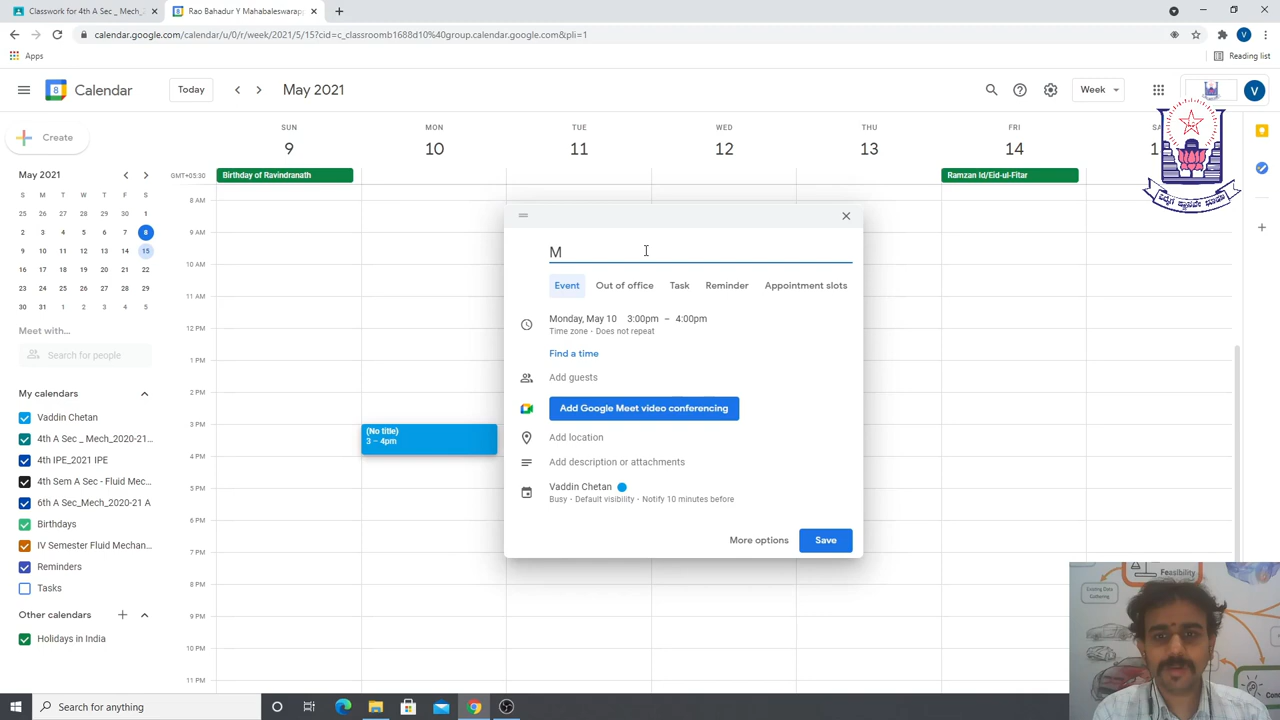 Classwork for 4th A Sec _ Mech_2
Rao Bahadur Y Mahabaleswarapp
calendar.google.com/calendar/u/0/r/week/2021/5/15?cid=c_classroomb1688d10%40group.calendar.google.com&pli=1
V
Apps
Reading list
8
Calendar
Today
May 2021
Week
V
Create
SUN
MON
TUE
WED
THU
FRI
9
10
11
12
13
14
May 2021
GMT+05:30
Birthday of Ravindranath
Ramzan Id/Eid-ul-Fitar
S M T W T F S
25 26 27 28 29 30 1
2 3 4 5 6 7 8
9 10 11 12 13 14 15
16 17 18 19 20 21 22
23 24 25 26 27 28 29
30 31 1 2 3 4 5
Meet with...
Search for people
My calendars
Vaddin Chetan
4th A Sec _ Mech_2020-21...
4th IPE_2021 IPE
4th Sem A Sec - Fluid Mec...
6th A Sec_Mech_2020-21 A
Birthdays
IV Semester Fluid Mechan...
Reminders
Tasks
Other calendars
Holidays in India
8 AM
9 AM
10 AM
11 AM
12 PM
1 PM
2 PM
3 PM
4 PM
5 PM
6 PM
7 PM
8 PM
9 PM
10 PM
11 PM
(No title)
3 – 4pm
M
Event
Out of office
Task
Reminder
Appointment slots
Monday, May 10 3:00pm – 4:00pm
Time zone · Does not repeat
Find a time
Add guests
Add Google Meet video conferencing
Add location
Add description or attachments
Vaddin Chetan
Busy · Default visibility · Notify 10 minutes before
More options
Save
Feasibility
Creating Data
Gathering
Search for anything